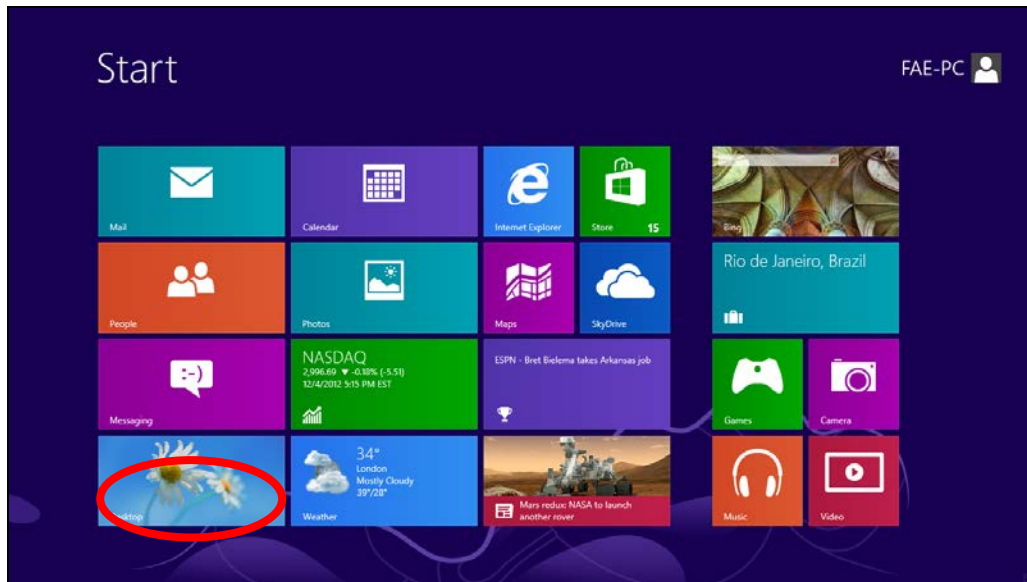 Start
FAE-PC
Mail
Calendar
Internet Explorer
Store 15
Bing
People
Photos
Maps
SkyDrive
Rio de Janeiro, Brazil
Messaging
NASDAQ
2,996.69 ▼ -0.18% (-5.51)
12/4/2012 5:15 PM EST
ESPN - Bret Bielema takes Arkansas job
Games
Camera
Desktop
34°
London
Mostly Cloudy
39°/28°
Weather
Mars redux: NASA to launch
another rover
Music
Video